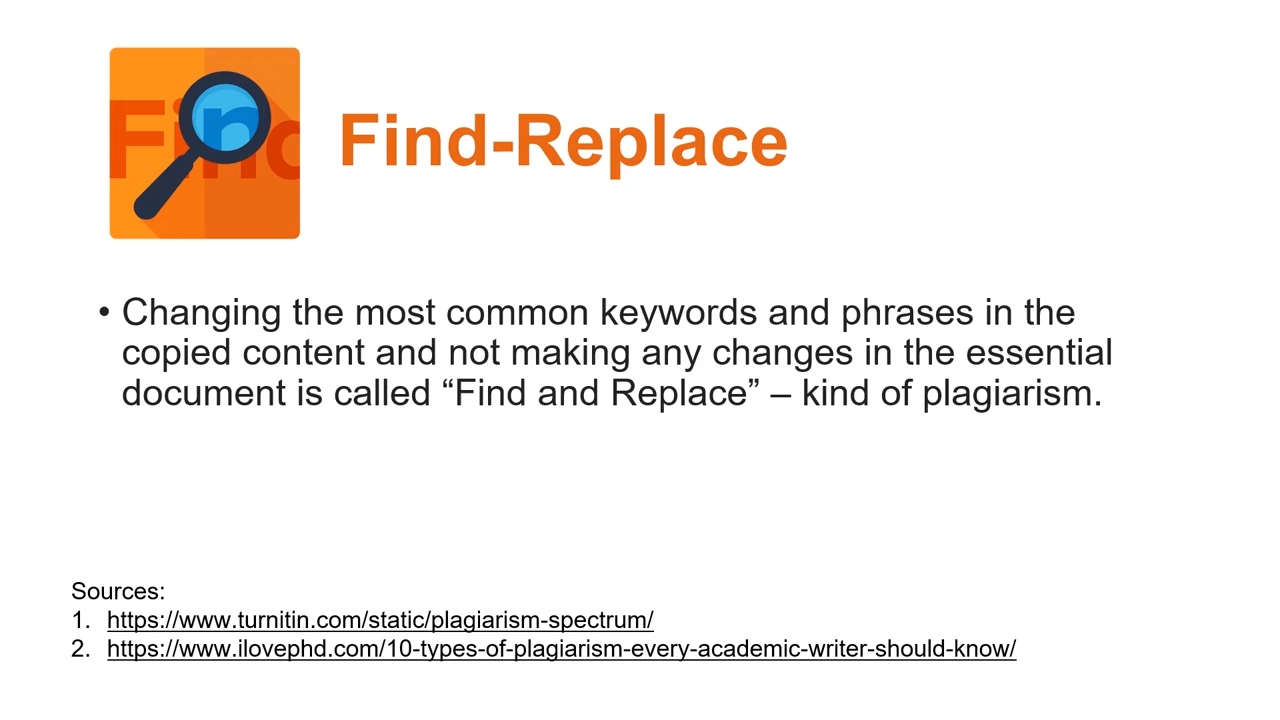 Find
Find-Replace
• Changing the most common keywords and phrases in the
copied content and not making any changes in the essential
document is called “Find and Replace” – kind of plagiarism.
Sources:
1. https://www.turnitin.com/static/plagiarism-spectrum/
2. https://www.ilovephd.com/10-types-of-plagiarism-every-academic-writer-should-know/